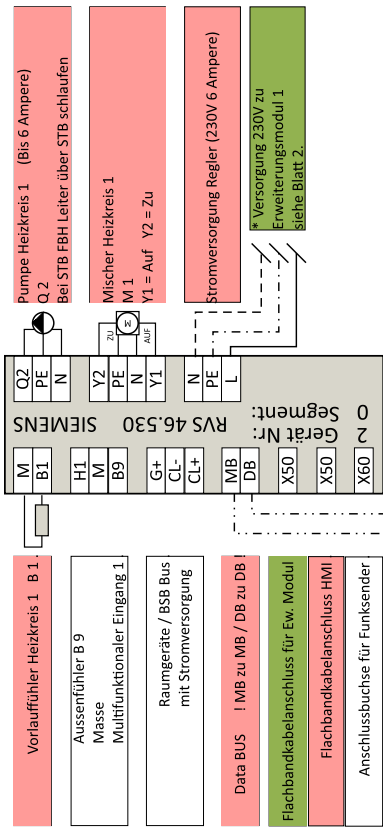 Pumpe Heizkreis 1 (Bis 6 Ampere)
Q 2
Bei STB FBH Leiter über STB schlaufen
Mischer Heizkreis 1
M 1
Y1 = Auf Y2 = Zu
Stromversorgung Regler (230V 6 Ampere)
* Versorgung 230V zu
Erweiterungsmodul 1
siehe Blatt 2.
ZU
M
AUF
Q2
PE
N
Y2
PE
N
Y1
N
PE
L
SIEMENS
RVS 46.530
Gerät Nr: 2
Segment: 0
M
B1
H1
M
B9
G+
CL-
CL+
MB
DB
X50
X50
X60
Vorlauffühler Heizkreis 1 B 1.
Aussenfühler B 9
Masse
Multifunktionaler Eingang 1.
Raumgeräte / BSB Bus
mit Stromversorgung
Data BUS ! MB zu MB / DB zu DB !
Flachbandkabelanschluss für Ew. Modul
Flachbandkabelanschluss HMI.
Anschlussbuchse für Funksender.